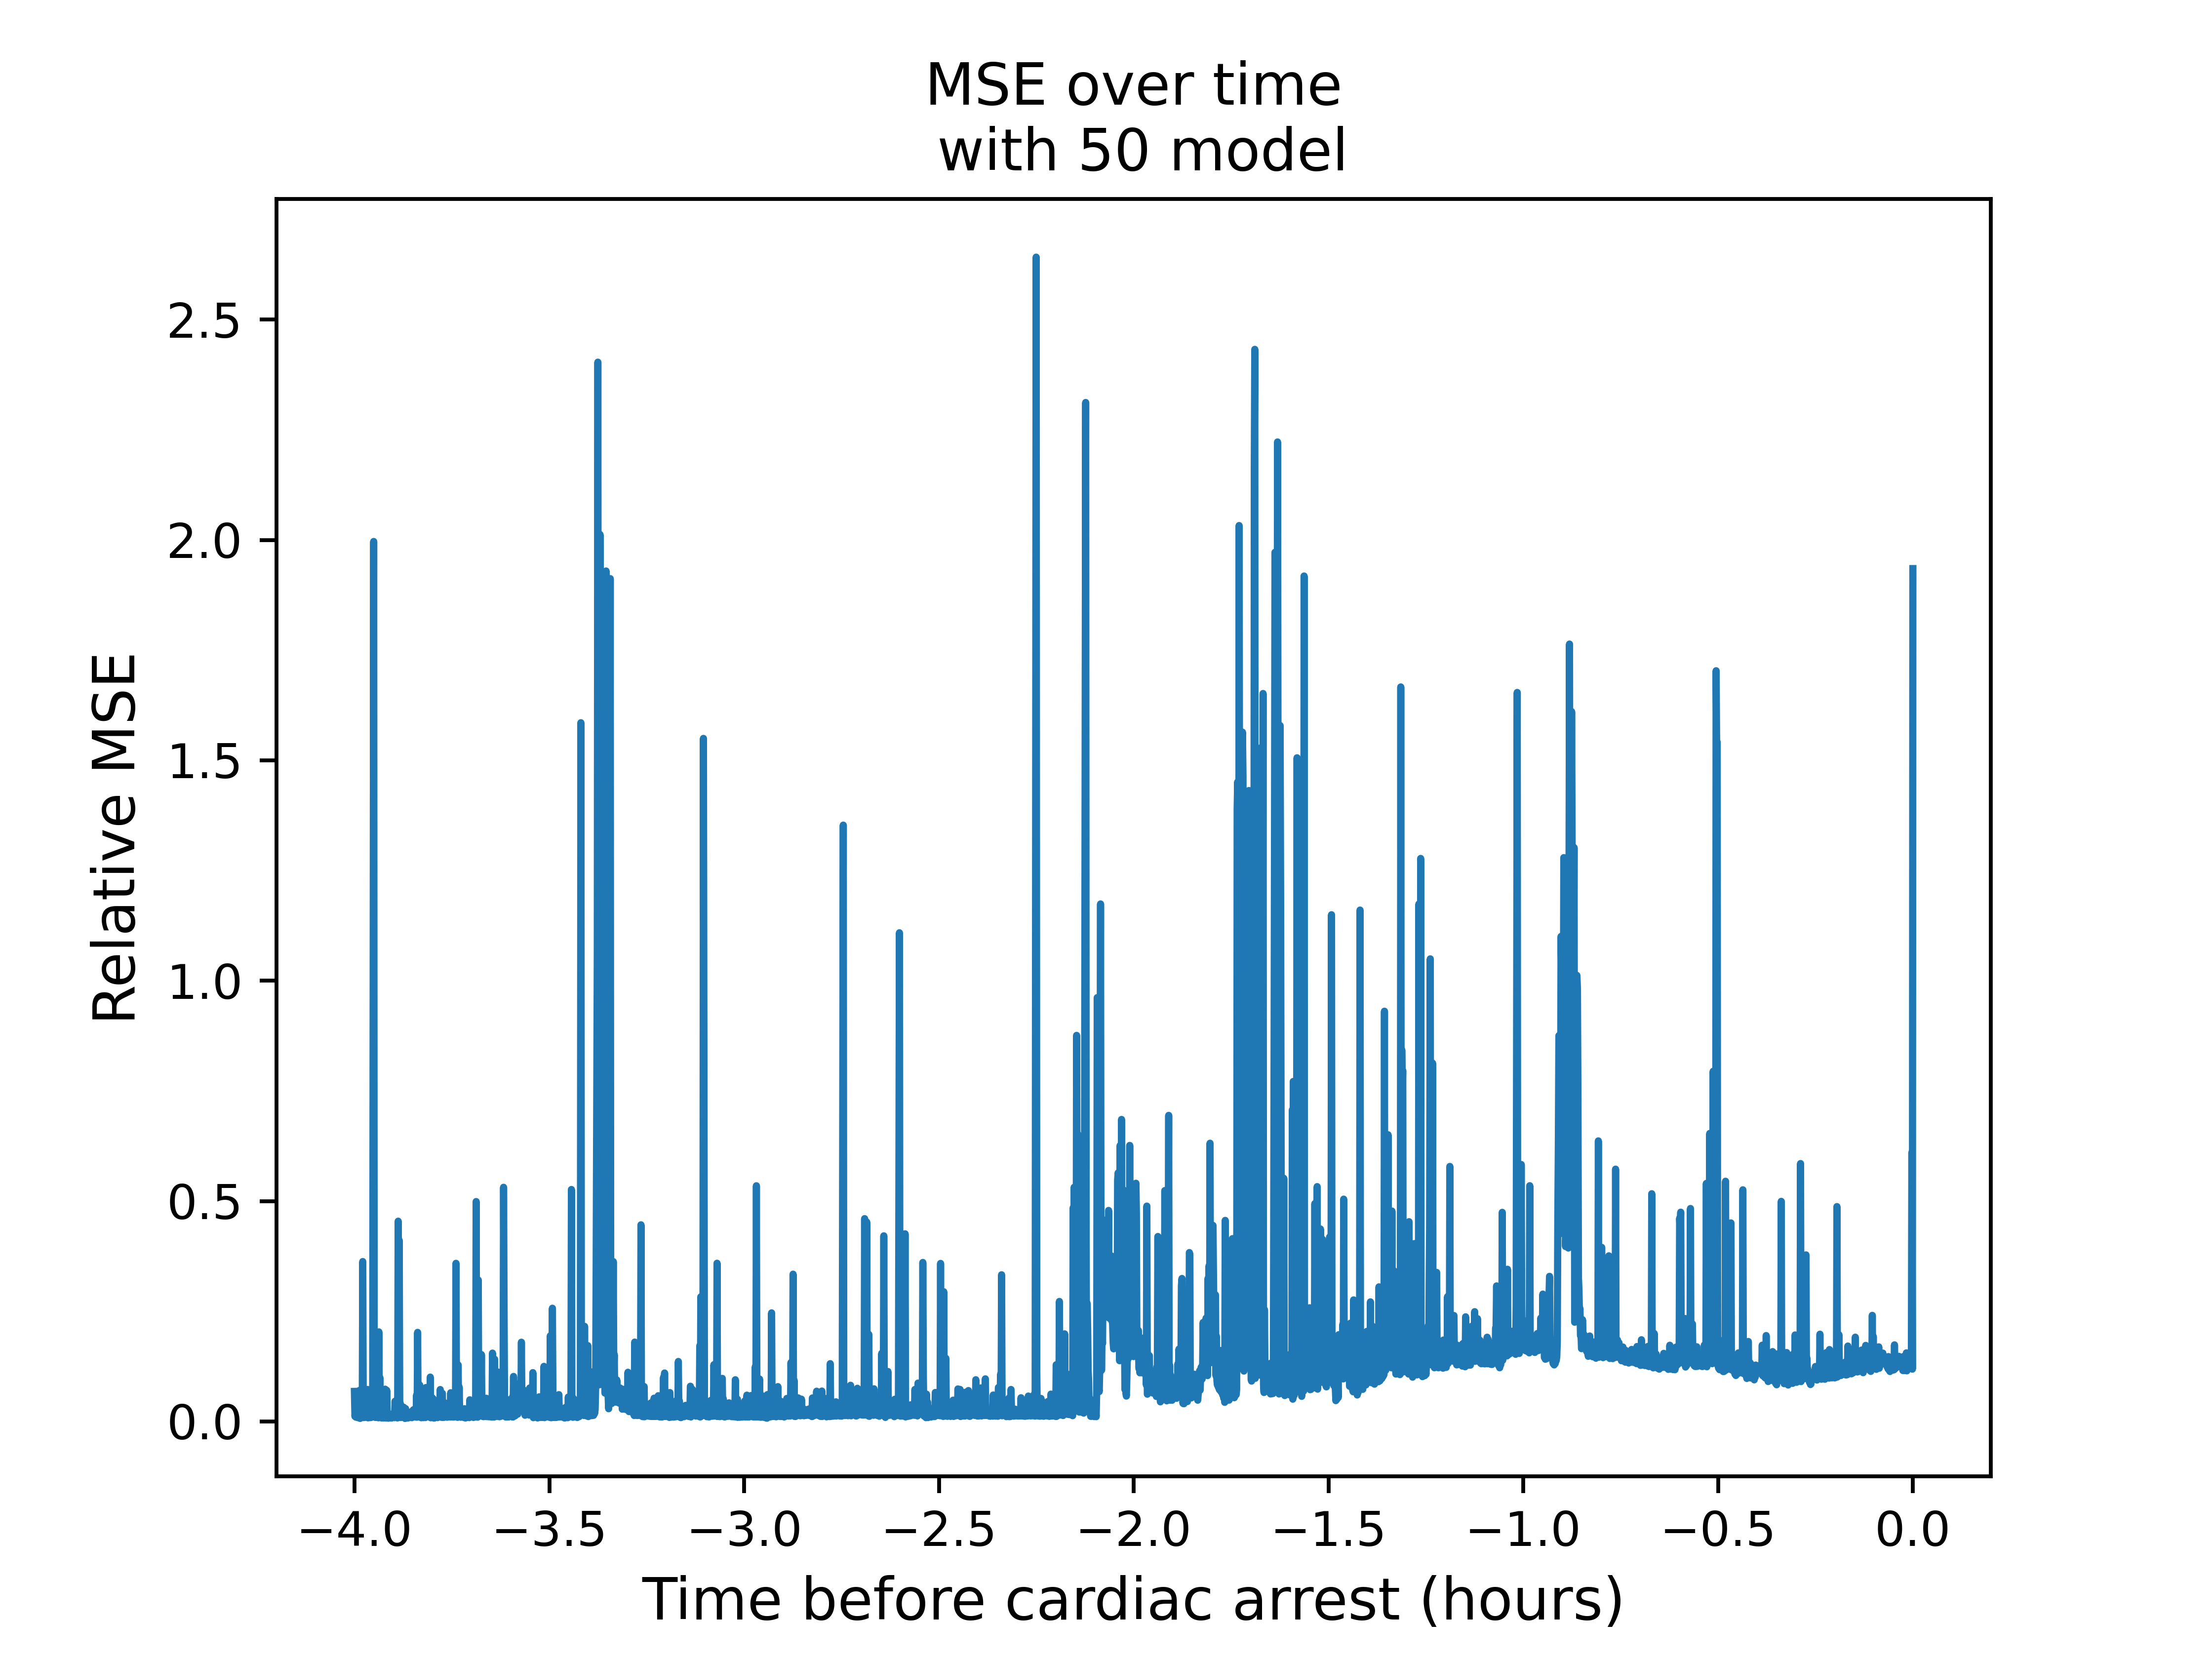 MSE over time
with 50 model
Relative MSE
2.5
2.0
1.5
1.0
0.5
0.0
−4.0 −3.5 −3.0 −2.5 −2.0 −1.5 −1.0 −0.5 0.0
Time before cardiac arrest (hours)